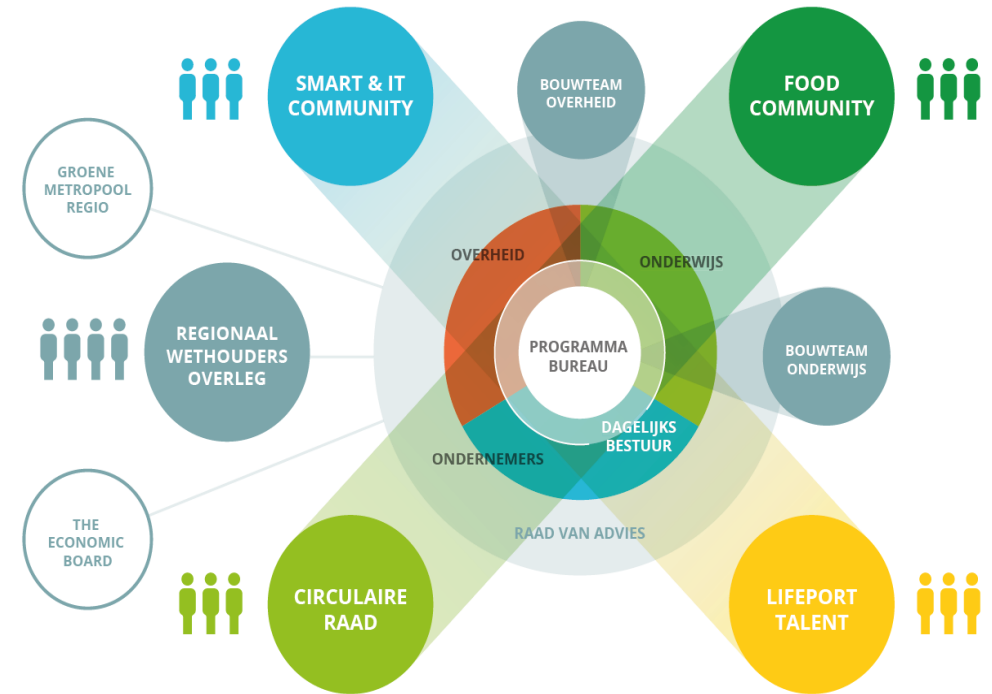 SMART & IT
COMMUNITY
BOUWTEAM
OVERHEID
FOOD
COMMUNITY
GROENE
METROPOOL
REGIO
OVERHEID
ONDERWIJS
REGIONAAL
WETHOUDERS
OVERLEG
PROGRAMMA
BUREAU
BOUWTEAM
ONDERWIJS
DAGELIJKS
BESTUUR
ONDERNEMERS
THE
ECONOMIC
BOARD
RAAD VAN ADVIES
CIRCULAIRE
RAAD
LIFEPORT
TALENT